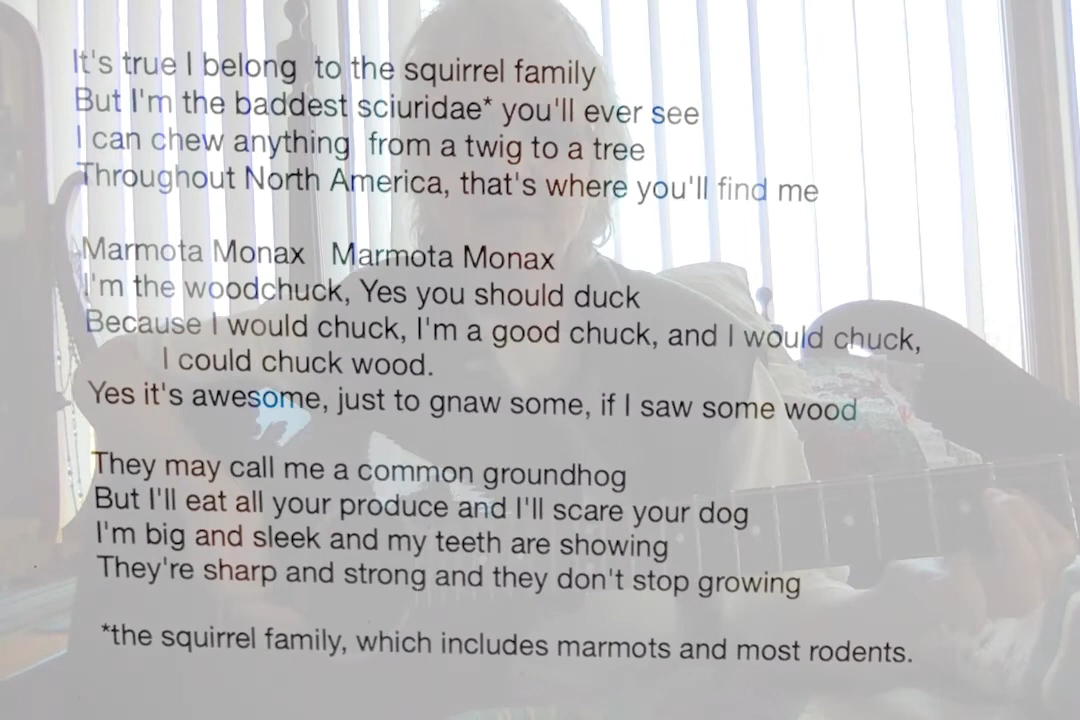 It's true I belong  to the squirrel family
But I'm the baddest sciuridae* you'll ever see
I can chew anything  from a twig to a tree
Throughout North America, that's where you'll find me
Marmota Monax   Marmota Monax
I'm the woodchuck, Yes you should duck
Because I would chuck, I'm a good chuck, and I would chuck,
I could chuck wood.
Yes it's awesome, just to gnaw some, if I saw some wood
They may call me a common groundhog
But I'll eat all your produce and I'll scare your dog
I'm big and sleek and my teeth are showing
They're sharp and strong and they don't stop growing
*the squirrel family, which includes marmots and most rodents.